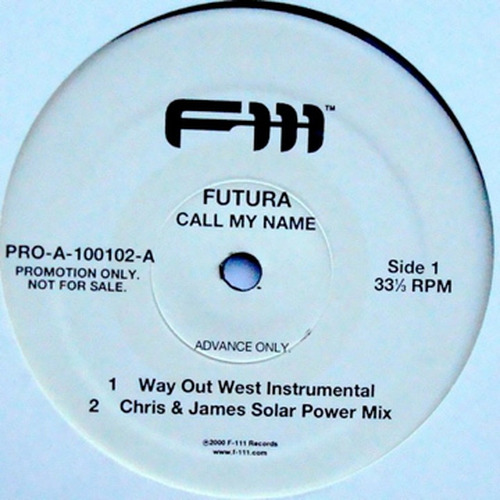 F-111™
FUTURA
CALL MY NAME
PRO-A-100102-A
PROMOTION ONLY.
NOT FOR SALE.
Side 1
33⅓ RPM
ADVANCE ONLY.
1 Way Out West Instrumental
2 Chris & James Solar Power Mix
℗2000 F-111 Records
www.f-111.com